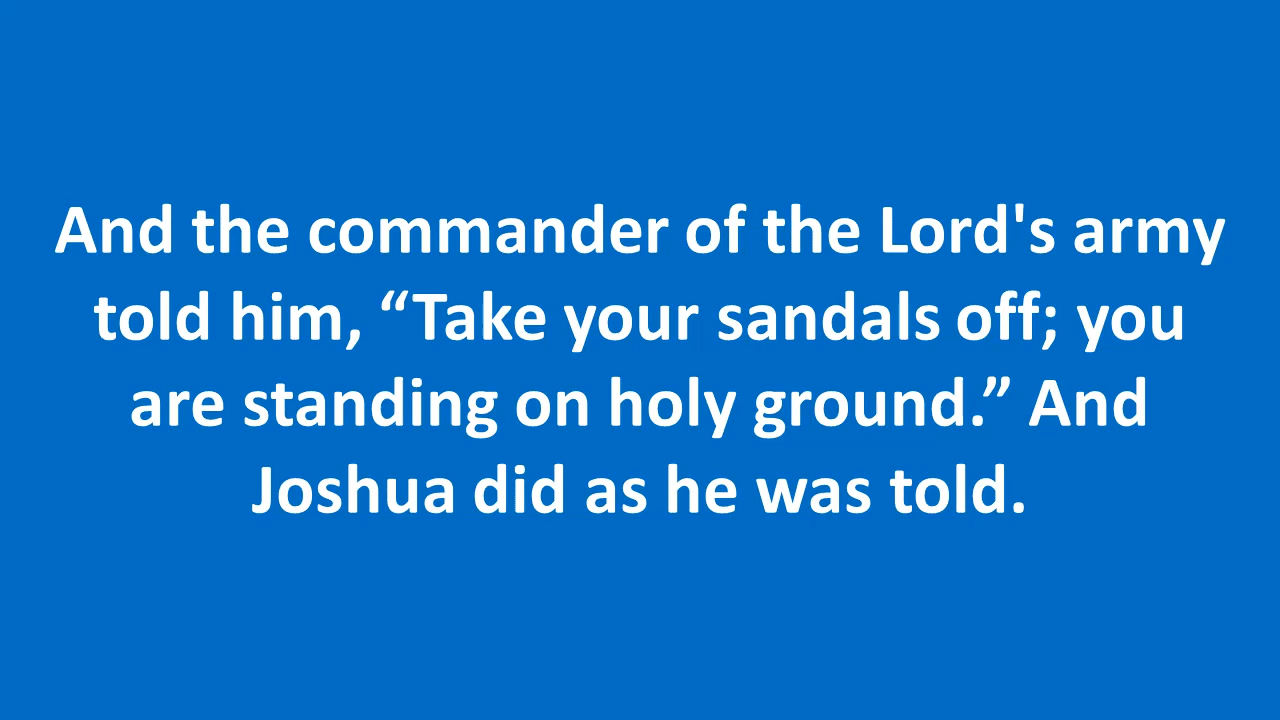 And the commander of the Lord's army
told him, “Take your sandals off; you
are standing on holy ground.” And
Joshua did as he was told.